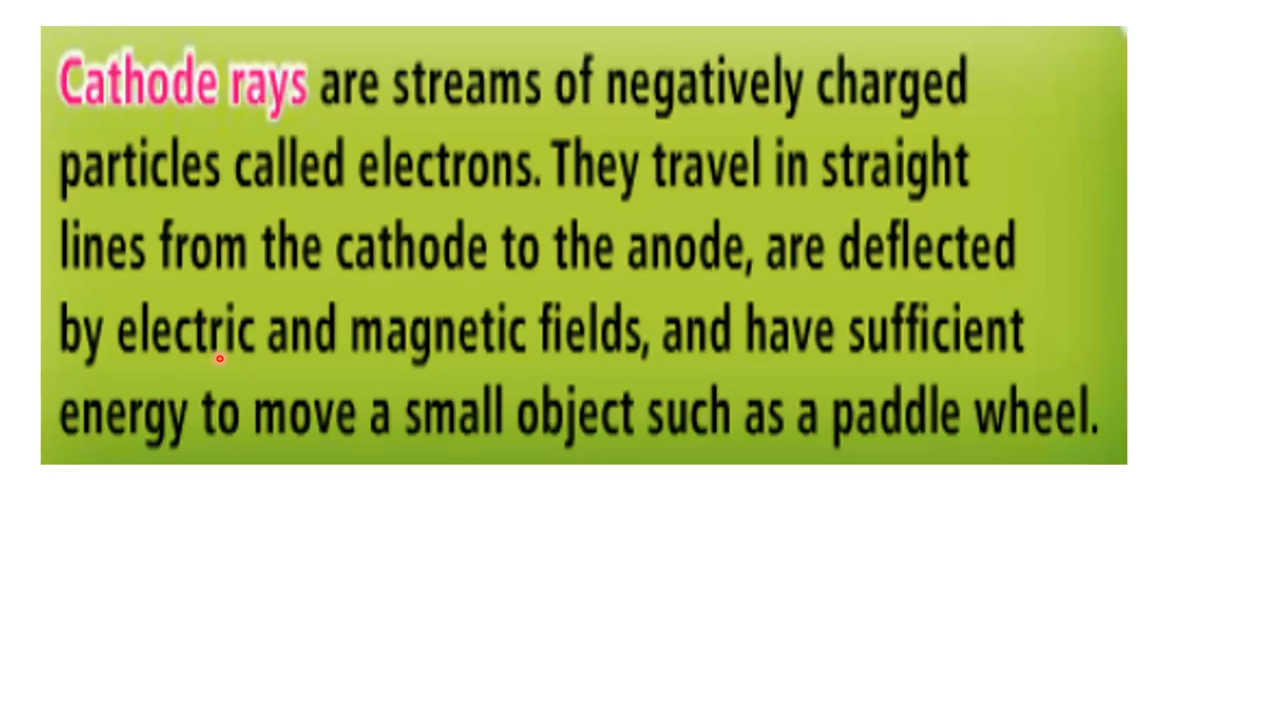 Cathode rays are streams of negatively charged
particles called electrons. They travel in straight
lines from the cathode to the anode, are deflected
by electric and magnetic fields, and have sufficient
energy to move a small object such as a paddle wheel.